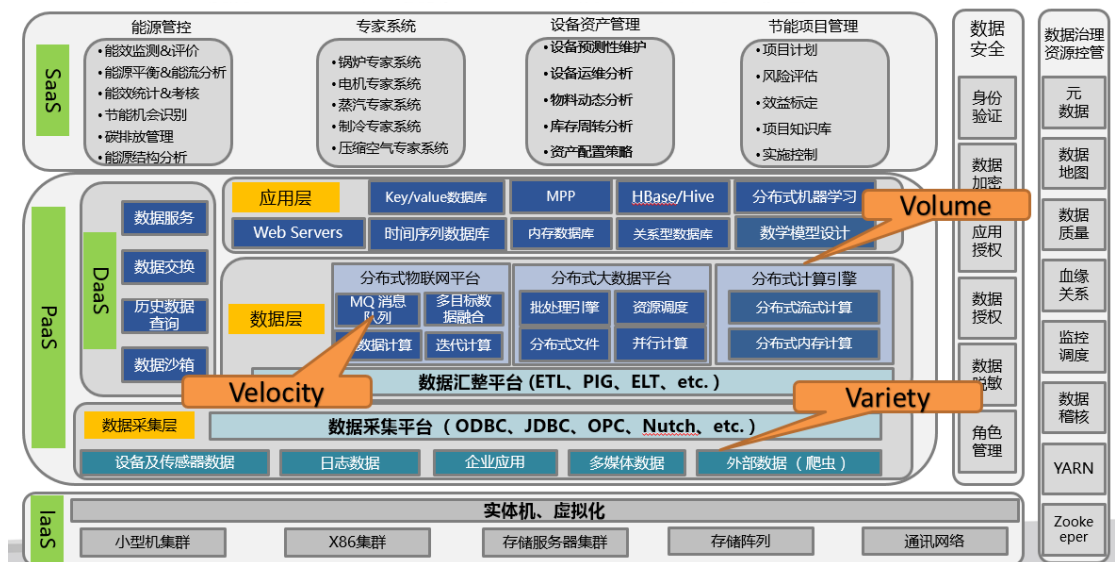 能源管控
•能效监测&评价
•能源平衡&能流分析
•能效统计&考核
•节能机会识别
•碳排放管理
•能源结构分析
专家系统
•锅炉专家系统
•电机专家系统
•蒸汽专家系统
•制冷专家系统
•压缩空气专家系统
设备资产管理
•设备预测性维护
•设备运维分析
•物料动态分析
•库存周转分析
•资产配置策略
节能项目管理
•项目计划
•风险评估
•效益标定
•项目知识库
•实施控制
SaaS
PaaS
DaaS
数据服务
数据交换
历史数据
查询
数据沙箱
应用层
Key/value数据库
MPP
HBase/Hive
分布式机器学习
Web Servers
时间序列数据库
内存数据库
关系型数据库
数学模型设计
Volume
数据层
分布式物联网平台
MQ 消息
队列
多目标数
据融合
数据计算
迭代计算
分布式大数据平台
批处理引擎
资源调度
分布式文件
并行计算
分布式计算引擎
分布式流式计算
分布式内存计算
Velocity
数据汇整平台 (ETL、PIG、ELT、etc. )
Variety
数据采集层
数据采集平台（ ODBC、JDBC、OPC、Nutch、etc. ）
设备及传感器数据
日志数据
企业应用
多媒体数据
外部数据（爬虫）
IaaS
实体机、虚拟化
小型机集群
X86集群
存储服务器集群
存储阵列
通讯网络
数据
安全
身份
验证
数据
加密
应用
授权
数据
授权
数据
脱敏
角色
管理
数据治理
资源控管
元
数据
数据
地图
数据
质量
血缘
关系
监控
调度
数据
稽核
YARN
Zooke
eper